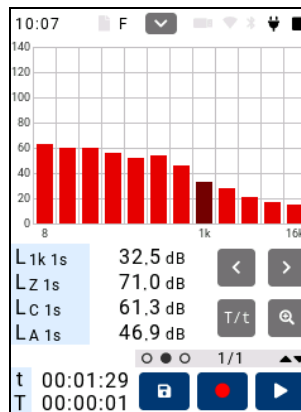 10:07 F
140
120
100
80
60
40
20
0
8 1k 16k
L1k 1s 32,5 dB
LZ 1s 71,0 dB
LC 1s 61,3 dB
LA 1s 46,9 dB
T/t
1/1
t 00:01:29
T 00:00:01